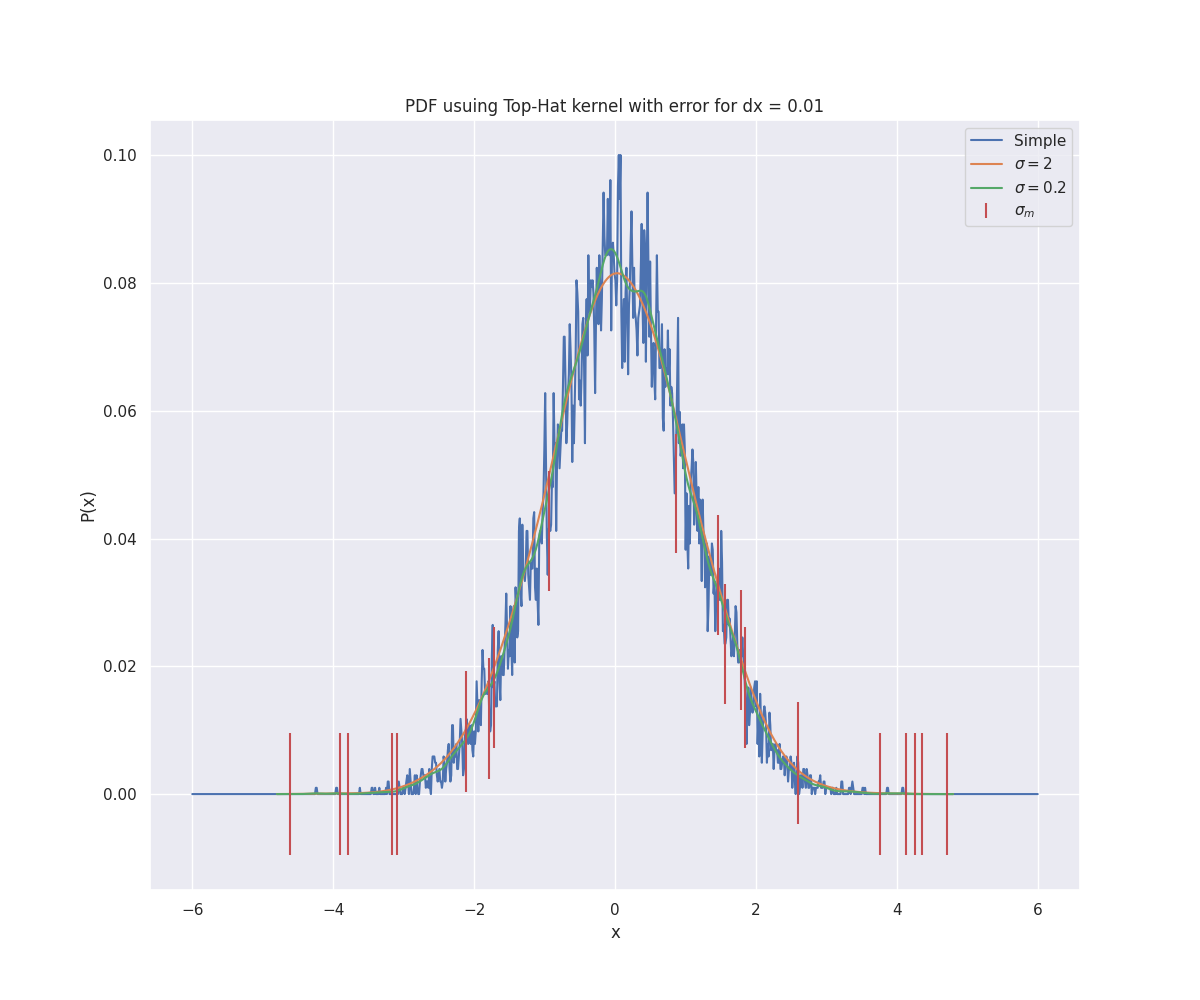 PDF usuing Top-Hat kernel with error for dx = 0.01
Simple
σ = 2
σ = 0.2
σₘ
P(x)
0.10
0.08
0.06
0.04
0.02
0.00
−6
−4
−2
0
2
4
6
x